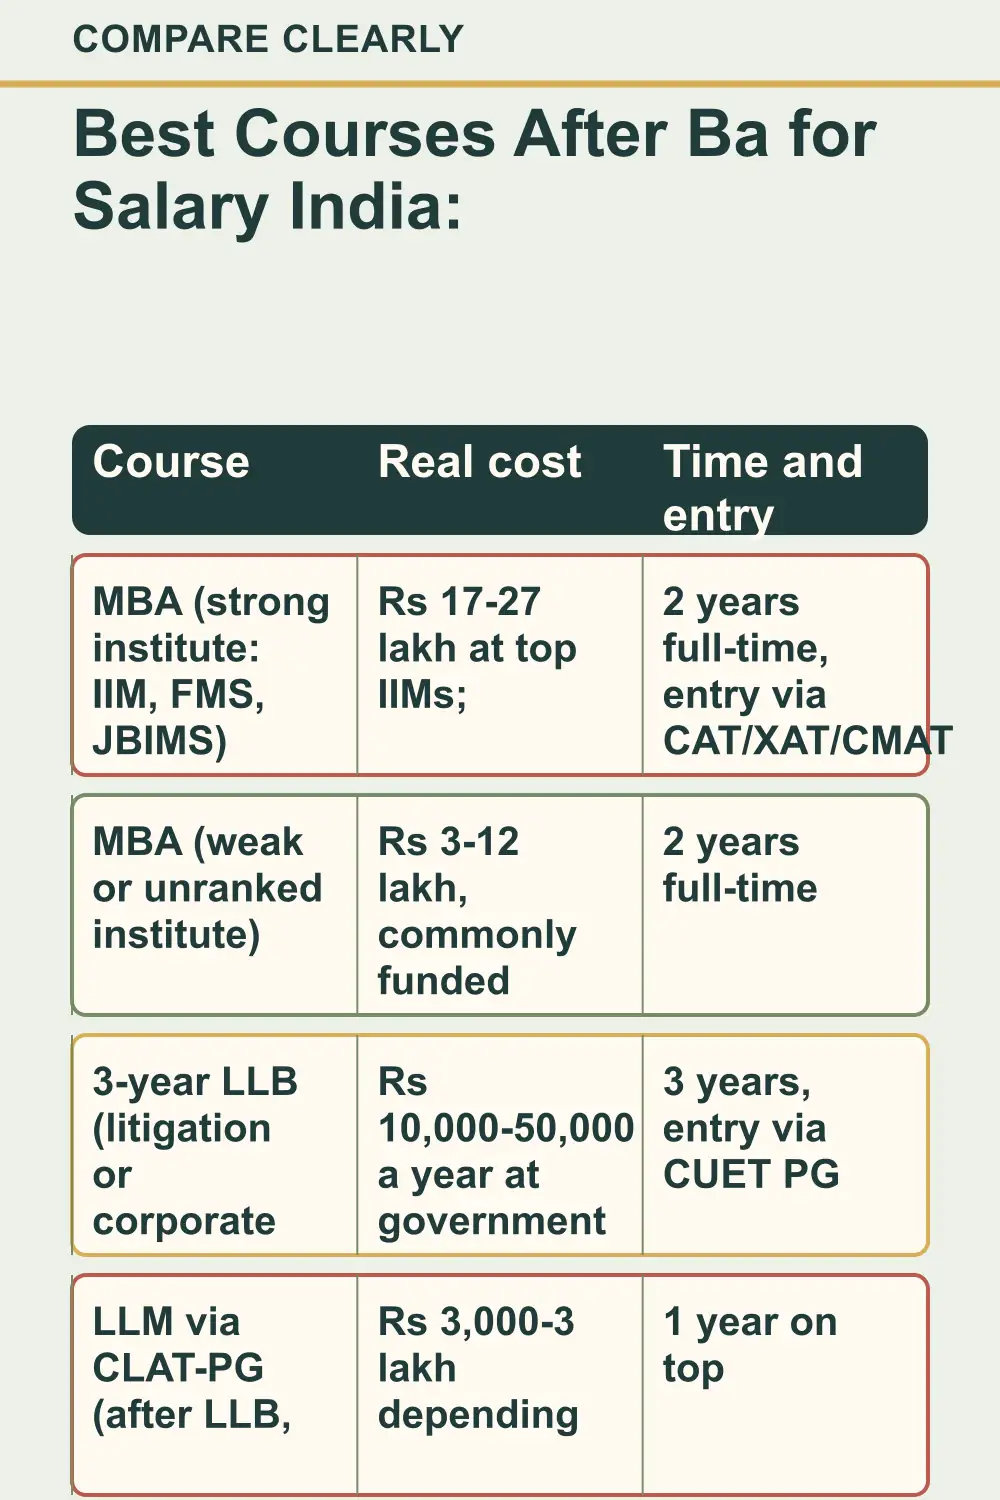 COMPARE CLEARLY
Best Courses After Ba for
Salary India:
Course
Real cost
Time and
entry
MBA (strong
institute:
IIM, FMS,
JBIMS)
Rs 17-27
lakh at top
IIMs;
2 years
full-time,
entry via
CAT/XAT/CMAT
MBA (weak
or unranked
institute)
Rs 3-12
lakh,
commonly
funded
2 years
full-time
3-year LLB
(litigation
or
corporate
Rs
10,000-50,000
a year at
government
3 years,
entry via
CUET PG
LLM via
CLAT-PG
(after LLB,
Rs 3,000-3
lakh
depending
1 year on
top